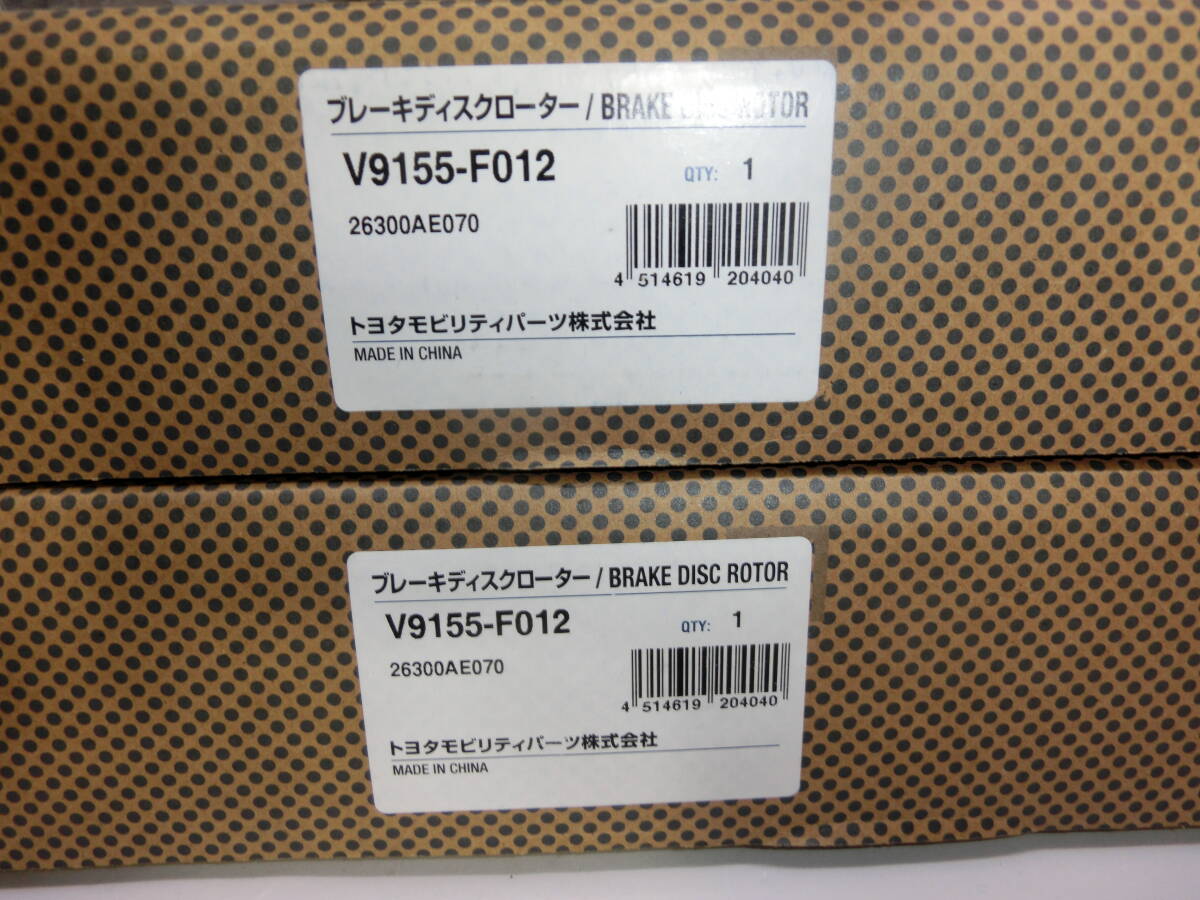 ブレーキディスクローター / BRAKE DISC ROTOR
V9155-F012 QTY: 1
26300AE070
4 514619 204040
トヨタモビリティパーツ株式会社
MADE IN CHINA
ブレーキディスクローター / BRAKE DISC ROTOR
V9155-F012 QTY: 1
26300AE070
4 514619 204040
トヨタモビリティパーツ株式会社
MADE IN CHINA